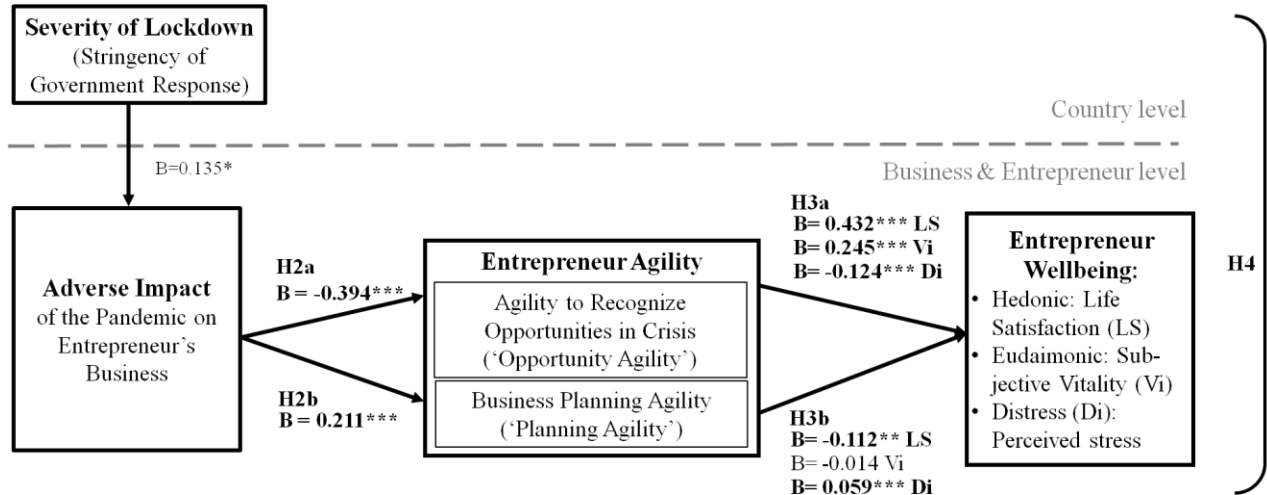 Severity of Lockdown
(Stringency of
Government Response)
Country level
B=0.135*
Business & Entrepreneur level
Adverse Impact
of the Pandemic on
Entrepreneur’s
Business
H2a
B = -0.394***
H2b
B = 0.211***
Entrepreneur Agility
Agility to Recognize
Opportunities in Crisis
(‘Opportunity Agility’)
Business Planning Agility
(‘Planning Agility’)
H3a
B= 0.432*** LS
B= 0.245*** Vi
B= -0.124*** Di
H3b
B= -0.112** LS
B= -0.014 Vi
B= 0.059*** Di
Entrepreneur
Wellbeing:
• Hedonic: Life
Satisfaction (LS)
• Eudaimonic: Sub-
jective Vitality (Vi)
• Distress (Di):
Perceived stress
H4